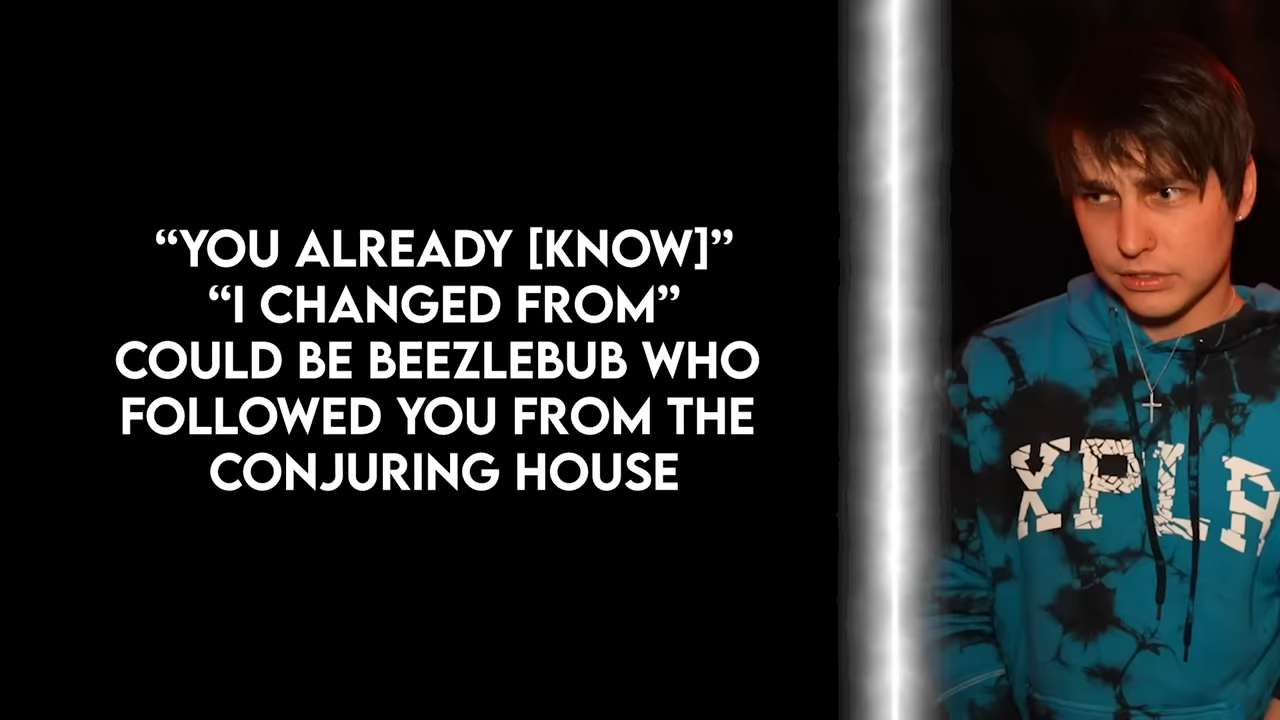 “YOU ALREADY [KNOW]”
“I CHANGED FROM”
COULD BE BEEZLEBUB WHO
FOLLOWED YOU FROM THE
CONJURING HOUSE
XPLR